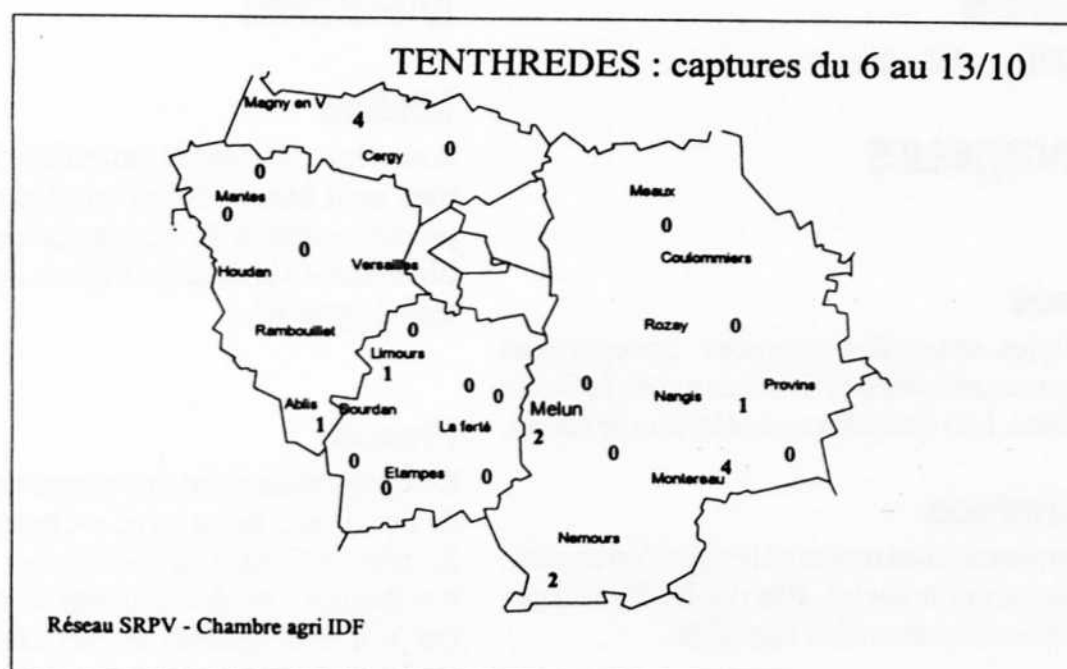 TENTHREDES : captures du 6 au 13/10
Magny en V
4
0
Cergy
0
Mantes
0
0
Meaux
0
Houdan
Versailles
Coulommiers
Rambouillet
0
Rozay
0
Limours
1
0
0
0
Nangis
Provins
1
Ablis
1
Dourdan
La ferté
Melun
2
0
0
4
0
Etampes
0
0
Montereau
Nemours
2
Réseau SRPV - Chambre agri IDF